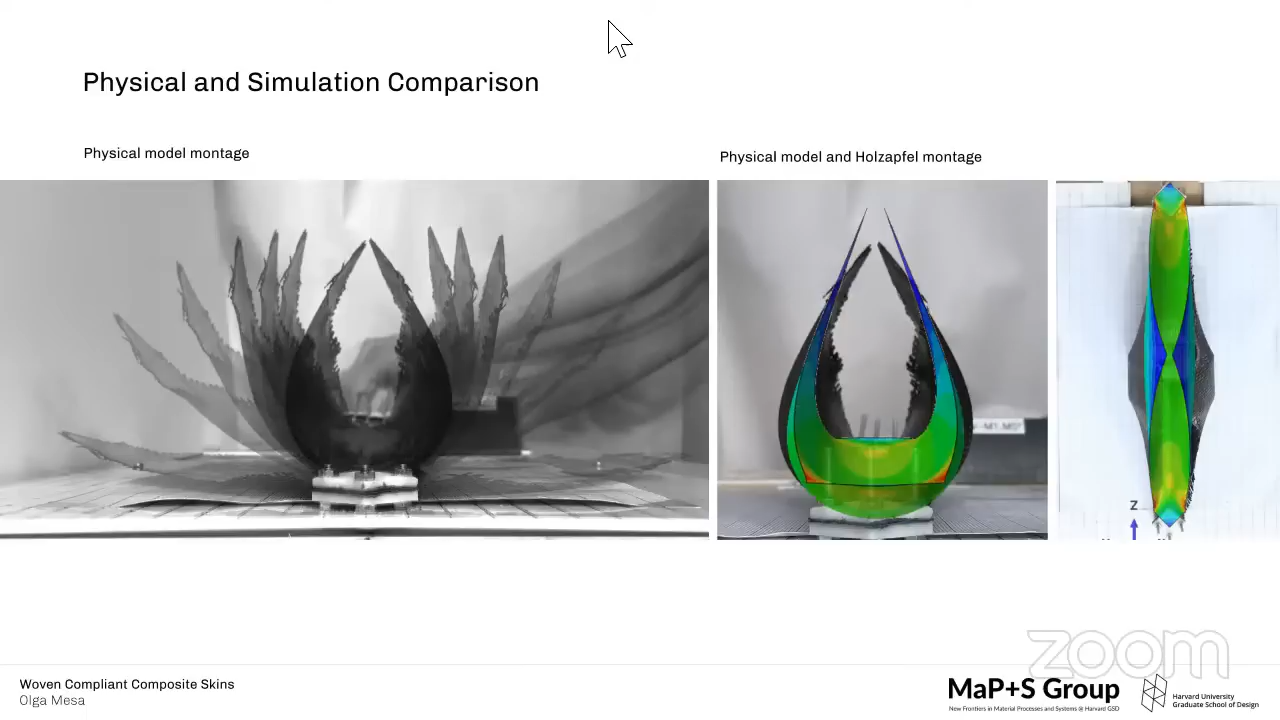 Physical and Simulation Comparison
Physical model montage
Physical model and Holzapfel montage
Z
zoom
Woven Compliant Composite Skins
Olga Mesa
MaP+S Group
New Frontiers in Material Processes and Systems @ Harvard GSD
Harvard University
Graduate School of Design